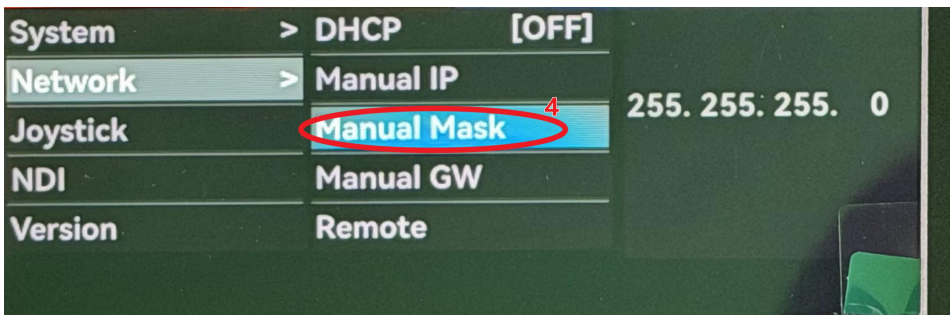 System > DHCP [OFF]
Network > Manual IP
4
255. 255. 255. 0
Joystick Manual Mask
NDI Manual GW
Version Remote